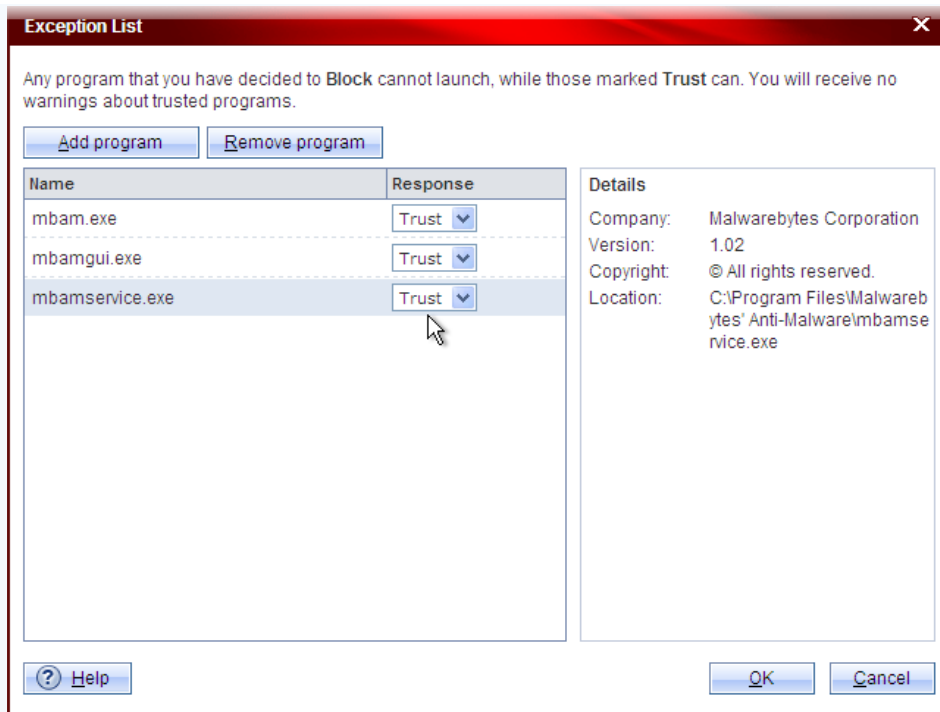 Exception List
Any program that you have decided to Block cannot launch, while those marked Trust can. You will receive no
warnings about trusted programs.
Add program
Remove program
Name
Response
mbam.exe
Trust
mbamgui.exe
Trust
mbamservice.exe
Trust
Details
Company: Malwarebytes Corporation
Version: 1.02
Copyright: © All rights reserved.
Location: C:\Program Files\Malwareb
ytes' Anti-Malware\mbamse
rvice.exe
? Help
OK
Cancel